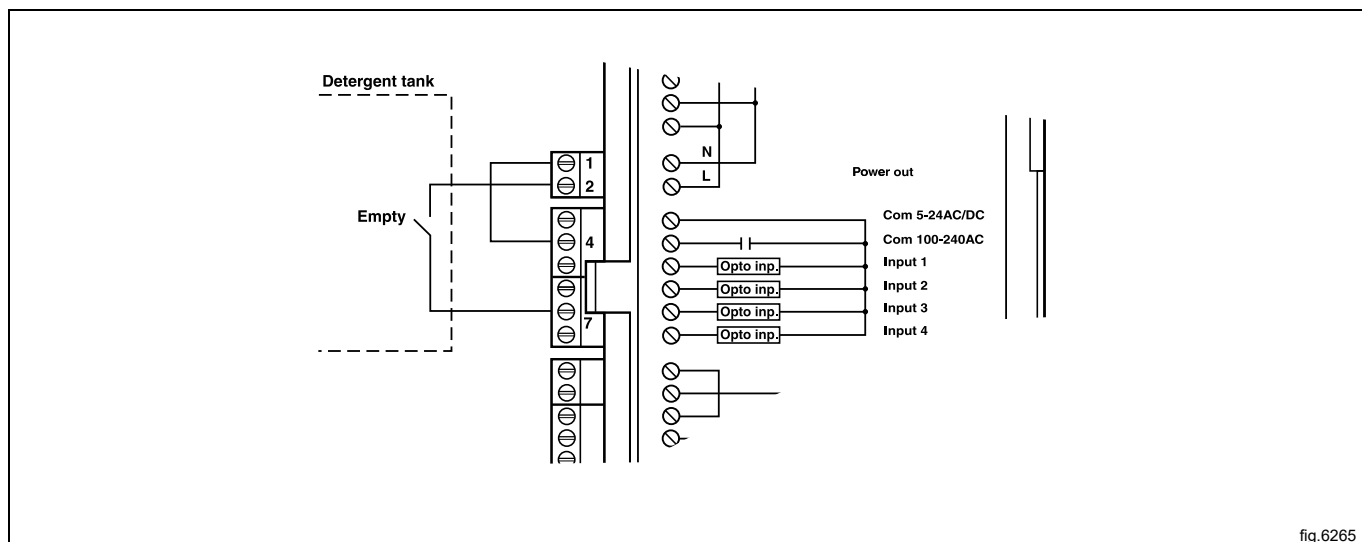 Detergent tank
Empty
1
2
4
7
N
L
Power out
Com 5-24AC/DC
Com 100-240AC
Opto inp. Input 1
Opto inp. Input 2
Opto inp. Input 3
Opto inp. Input 4
fig.6265